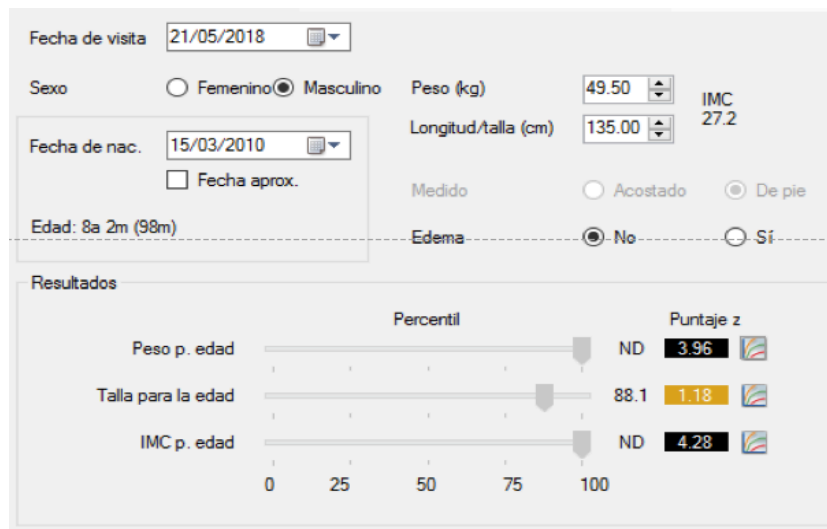 Fecha de visita 21/05/2018
Sexo Femenino Masculino Peso (kg) 49.50 IMC
Longitud/talla (cm) 135.00 27.2
Fecha de nac. 15/03/2010
Fecha aprox.
Medido Acostado De pie
Edad: 8a 2m (98m)
Edema No Sí
Resultados
Percentil Puntaje z
Peso p. edad ND 3.96
Talla para la edad 88.1 1.18
IMC p. edad ND 4.28
0 25 50 75 100